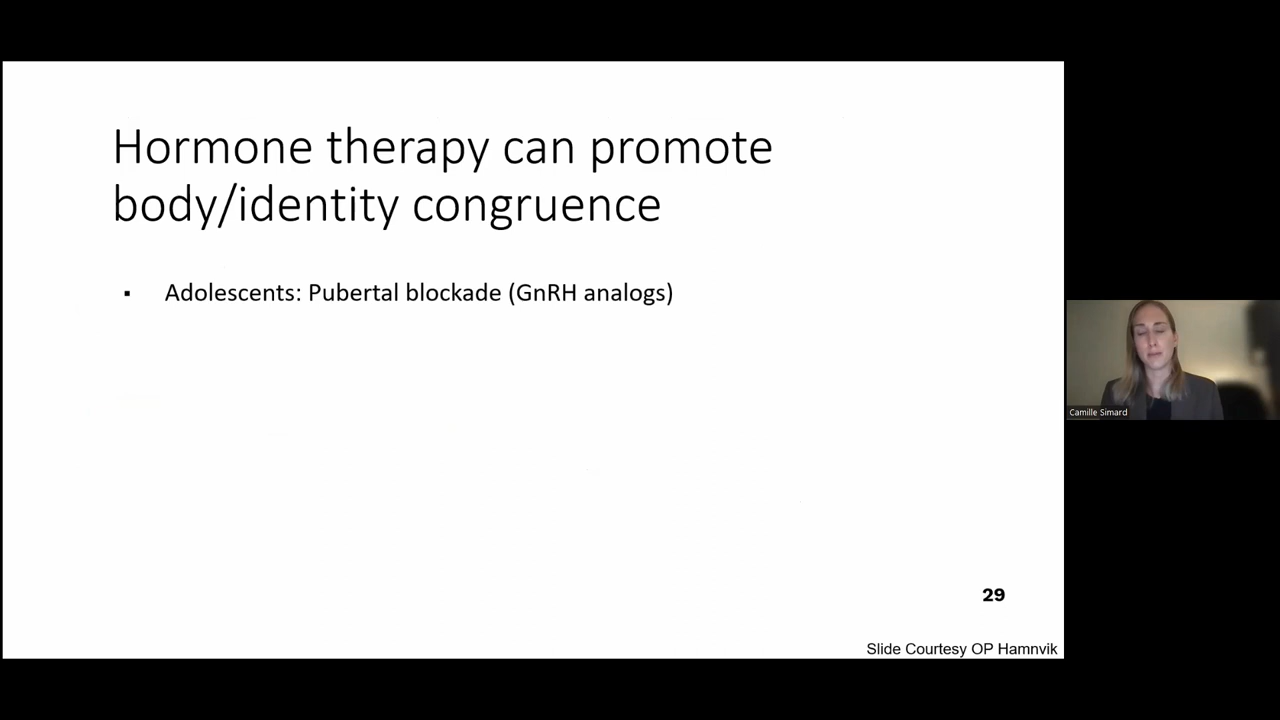 Hormone therapy can promote
body/identity congruence
▪ Adolescents: Pubertal blockade (GnRH analogs)
Camille Simard
29
Slide Courtesy OP Hamnvik